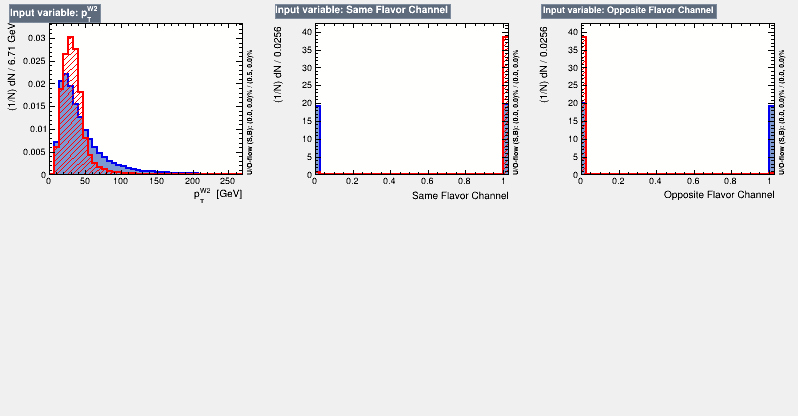 Input variable: p_T^W2
(1/N) dN / 6.71 GeV
0.03
0.025
0.02
0.015
0.01
0.005
0
0 50 100 150 200 250
p_T^W2 [GeV]
U/O-flow (S,B): (0.0, 0.0)% / (0.5, 0.0)%
Input variable: Same Flavor Channel
(1/N) dN / 0.0256
40
35
30
25
20
15
10
5
0
0 0.2 0.4 0.6 0.8 1
Same Flavor Channel
U/O-flow (S,B): (0.0, 0.0)% / (0.0, 0.0)%
Input variable: Opposite Flavor Channel
(1/N) dN / 0.0256
40
35
30
25
20
15
10
5
0
0 0.2 0.4 0.6 0.8 1
Opposite Flavor Channel
U/O-flow (S,B): (0.0, 0.0)% / (0.0, 0.0)%